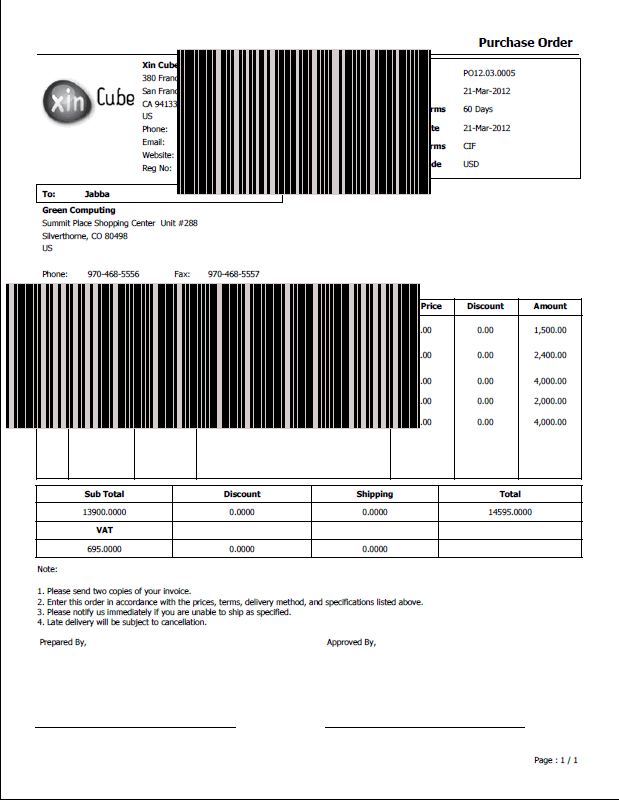 Purchase Order
xin Cube
Xin Cube
380
San
CA
US
Phone:
Email:
Website:
Reg No:
PO12.03.0005
21-Mar-2012
60 Days
21-Mar-2012
CIF
USD
To: Jabba
Green Computing
Summit Place Shopping Center Unit #288
Silverthorne, CO 80498
US
Phone: 970-468-5556 Fax: 970-468-5557
Price Discount Amount
.00 0.00 1,500.00
.00 0.00 2,400.00
.00 0.00 4,000.00
.00 0.00 2,000.00
.00 0.00 4,000.00
Sub Total Discount Shipping Total
13900.0000 0.0000 0.0000 14595.0000
VAT
695.0000 0.0000 0.0000
Note:
1. Please send two copies of your invoice.
2. Enter this order in accordance with the prices, terms, delivery method, and specifications listed above.
3. Please notify us immediately if you are unable to ship as specified.
4. Late delivery will be subject to cancellation.
Prepared By, Approved By,
Page : 1 / 1